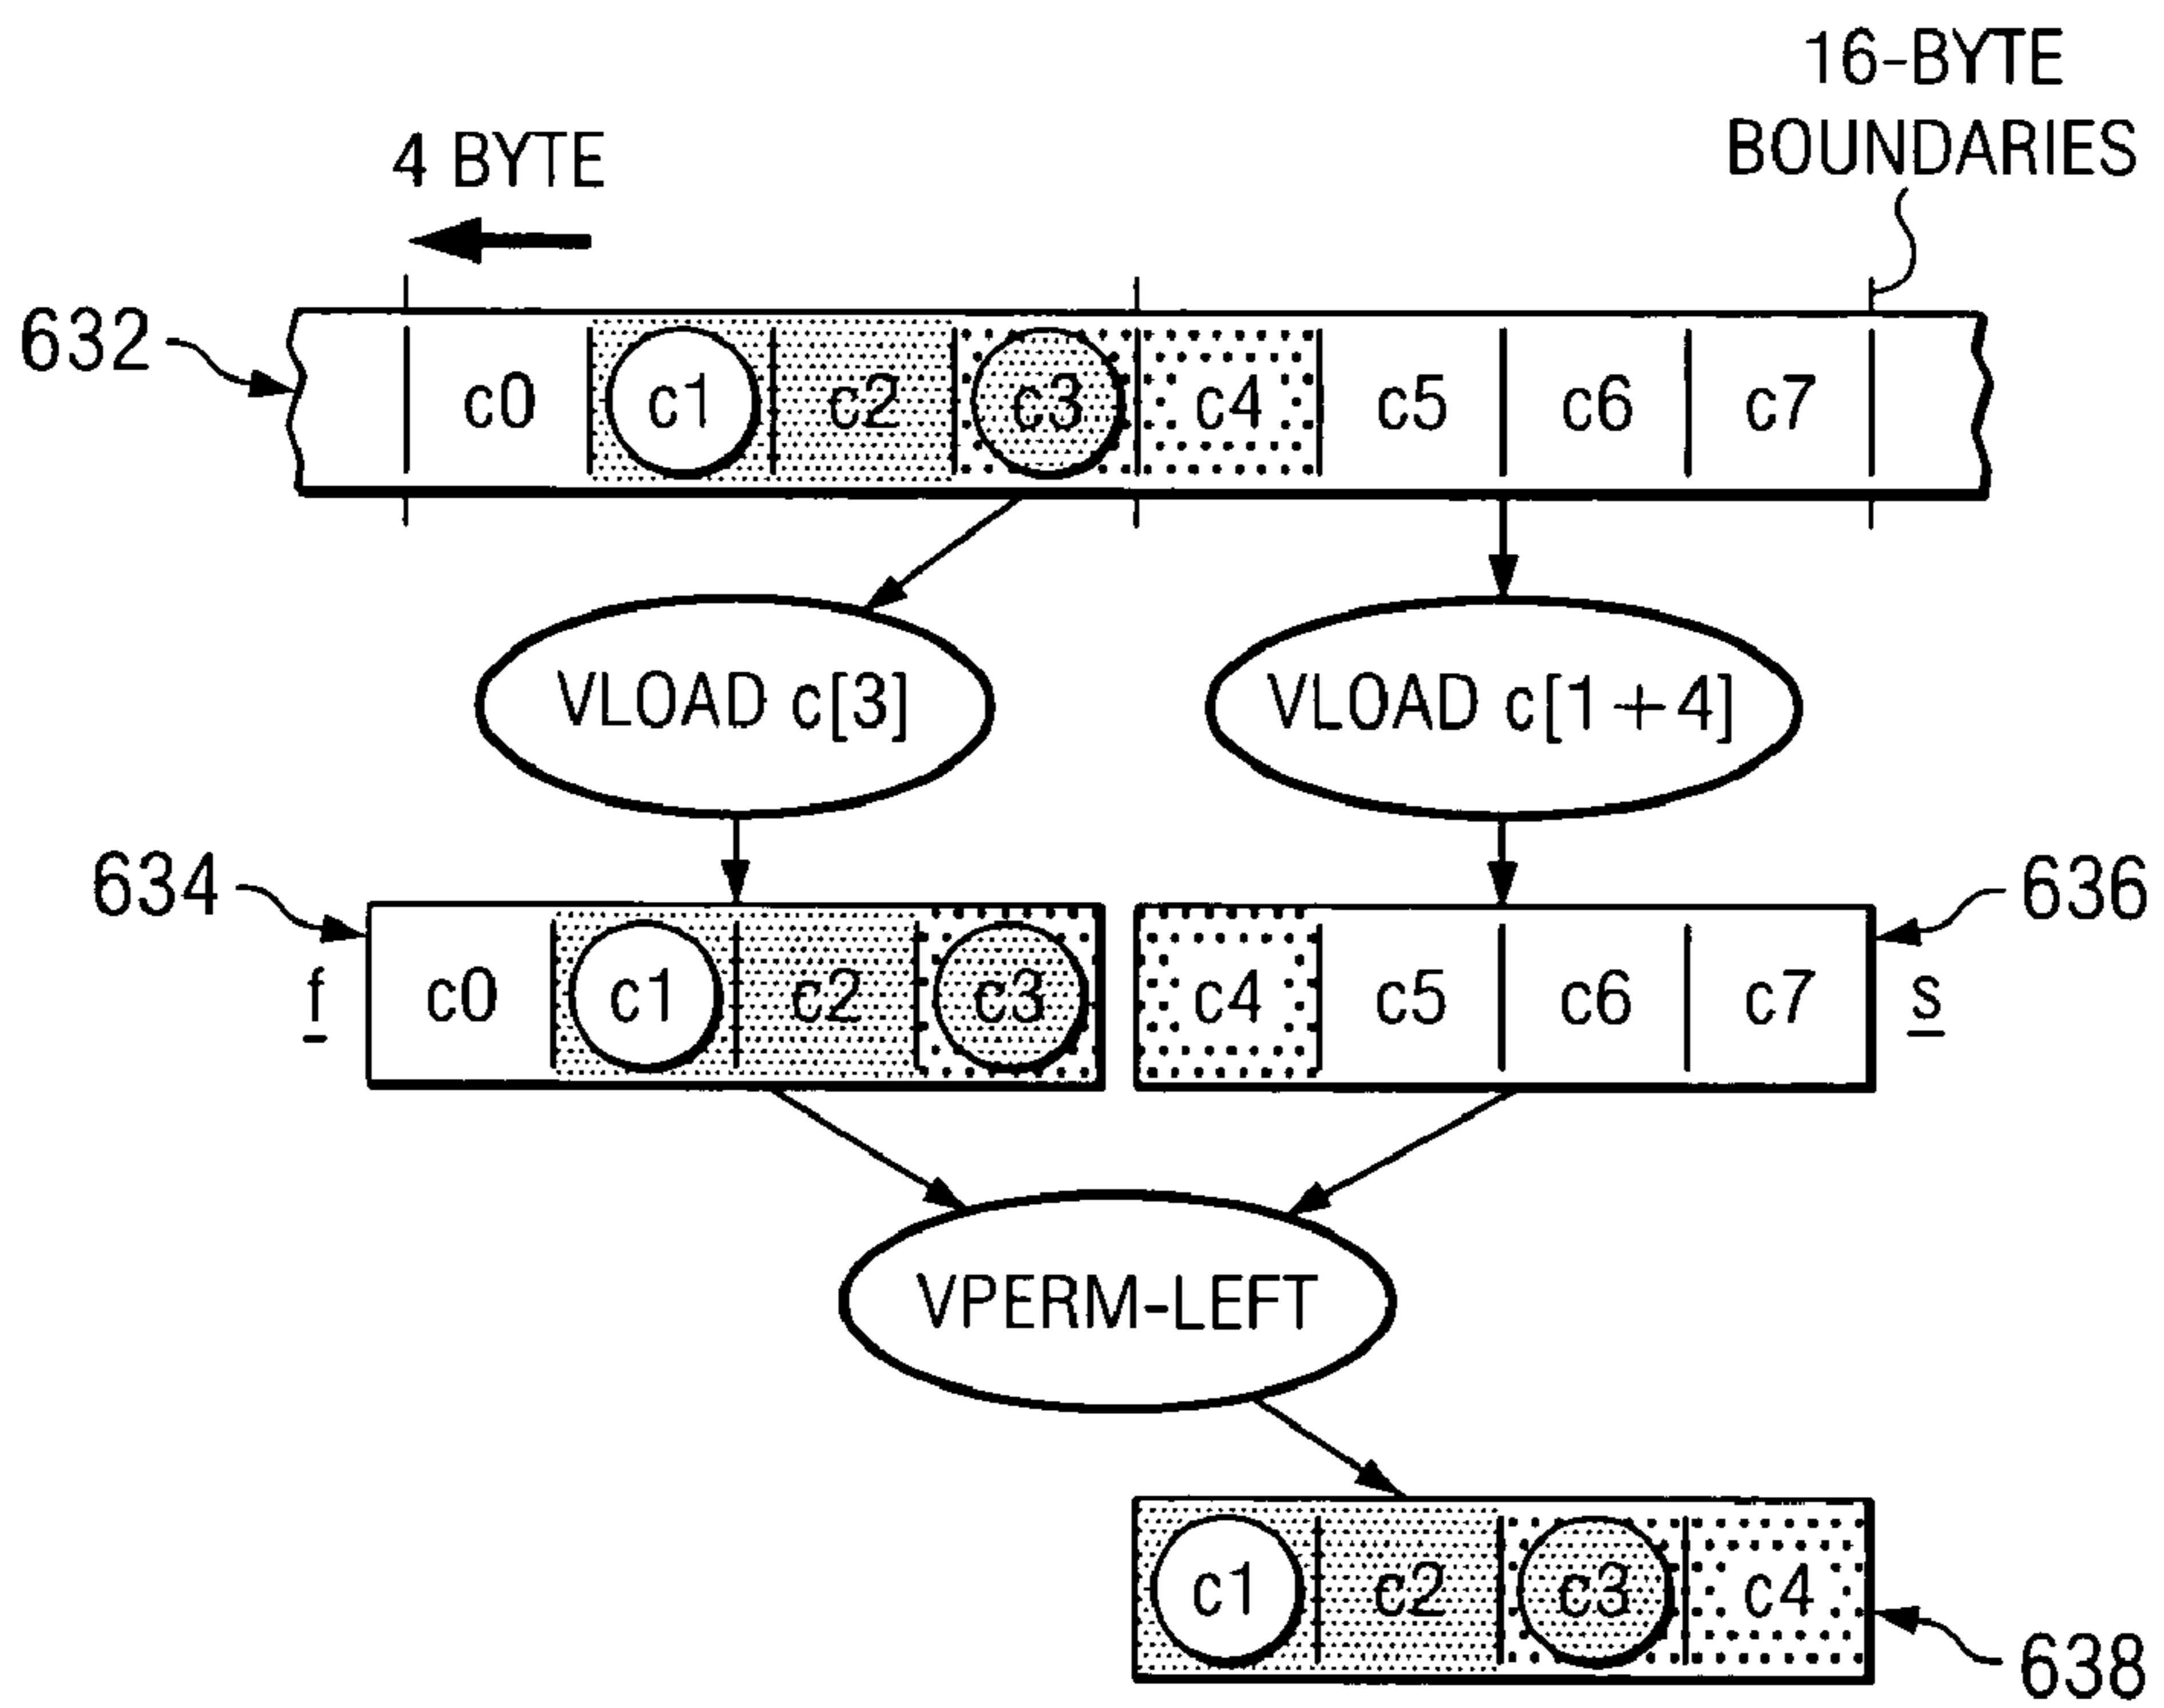 16-BYTE
BOUNDARIES
4 BYTE
632
c0 c1 c2 c3 c4 c5 c6 c7
VLOAD c[3] VLOAD c[1+4]
634 636
f c0 c1 c2 c3 c4 c5 c6 c7 s
VPERM-LEFT
c1 c2 c3 c4
638